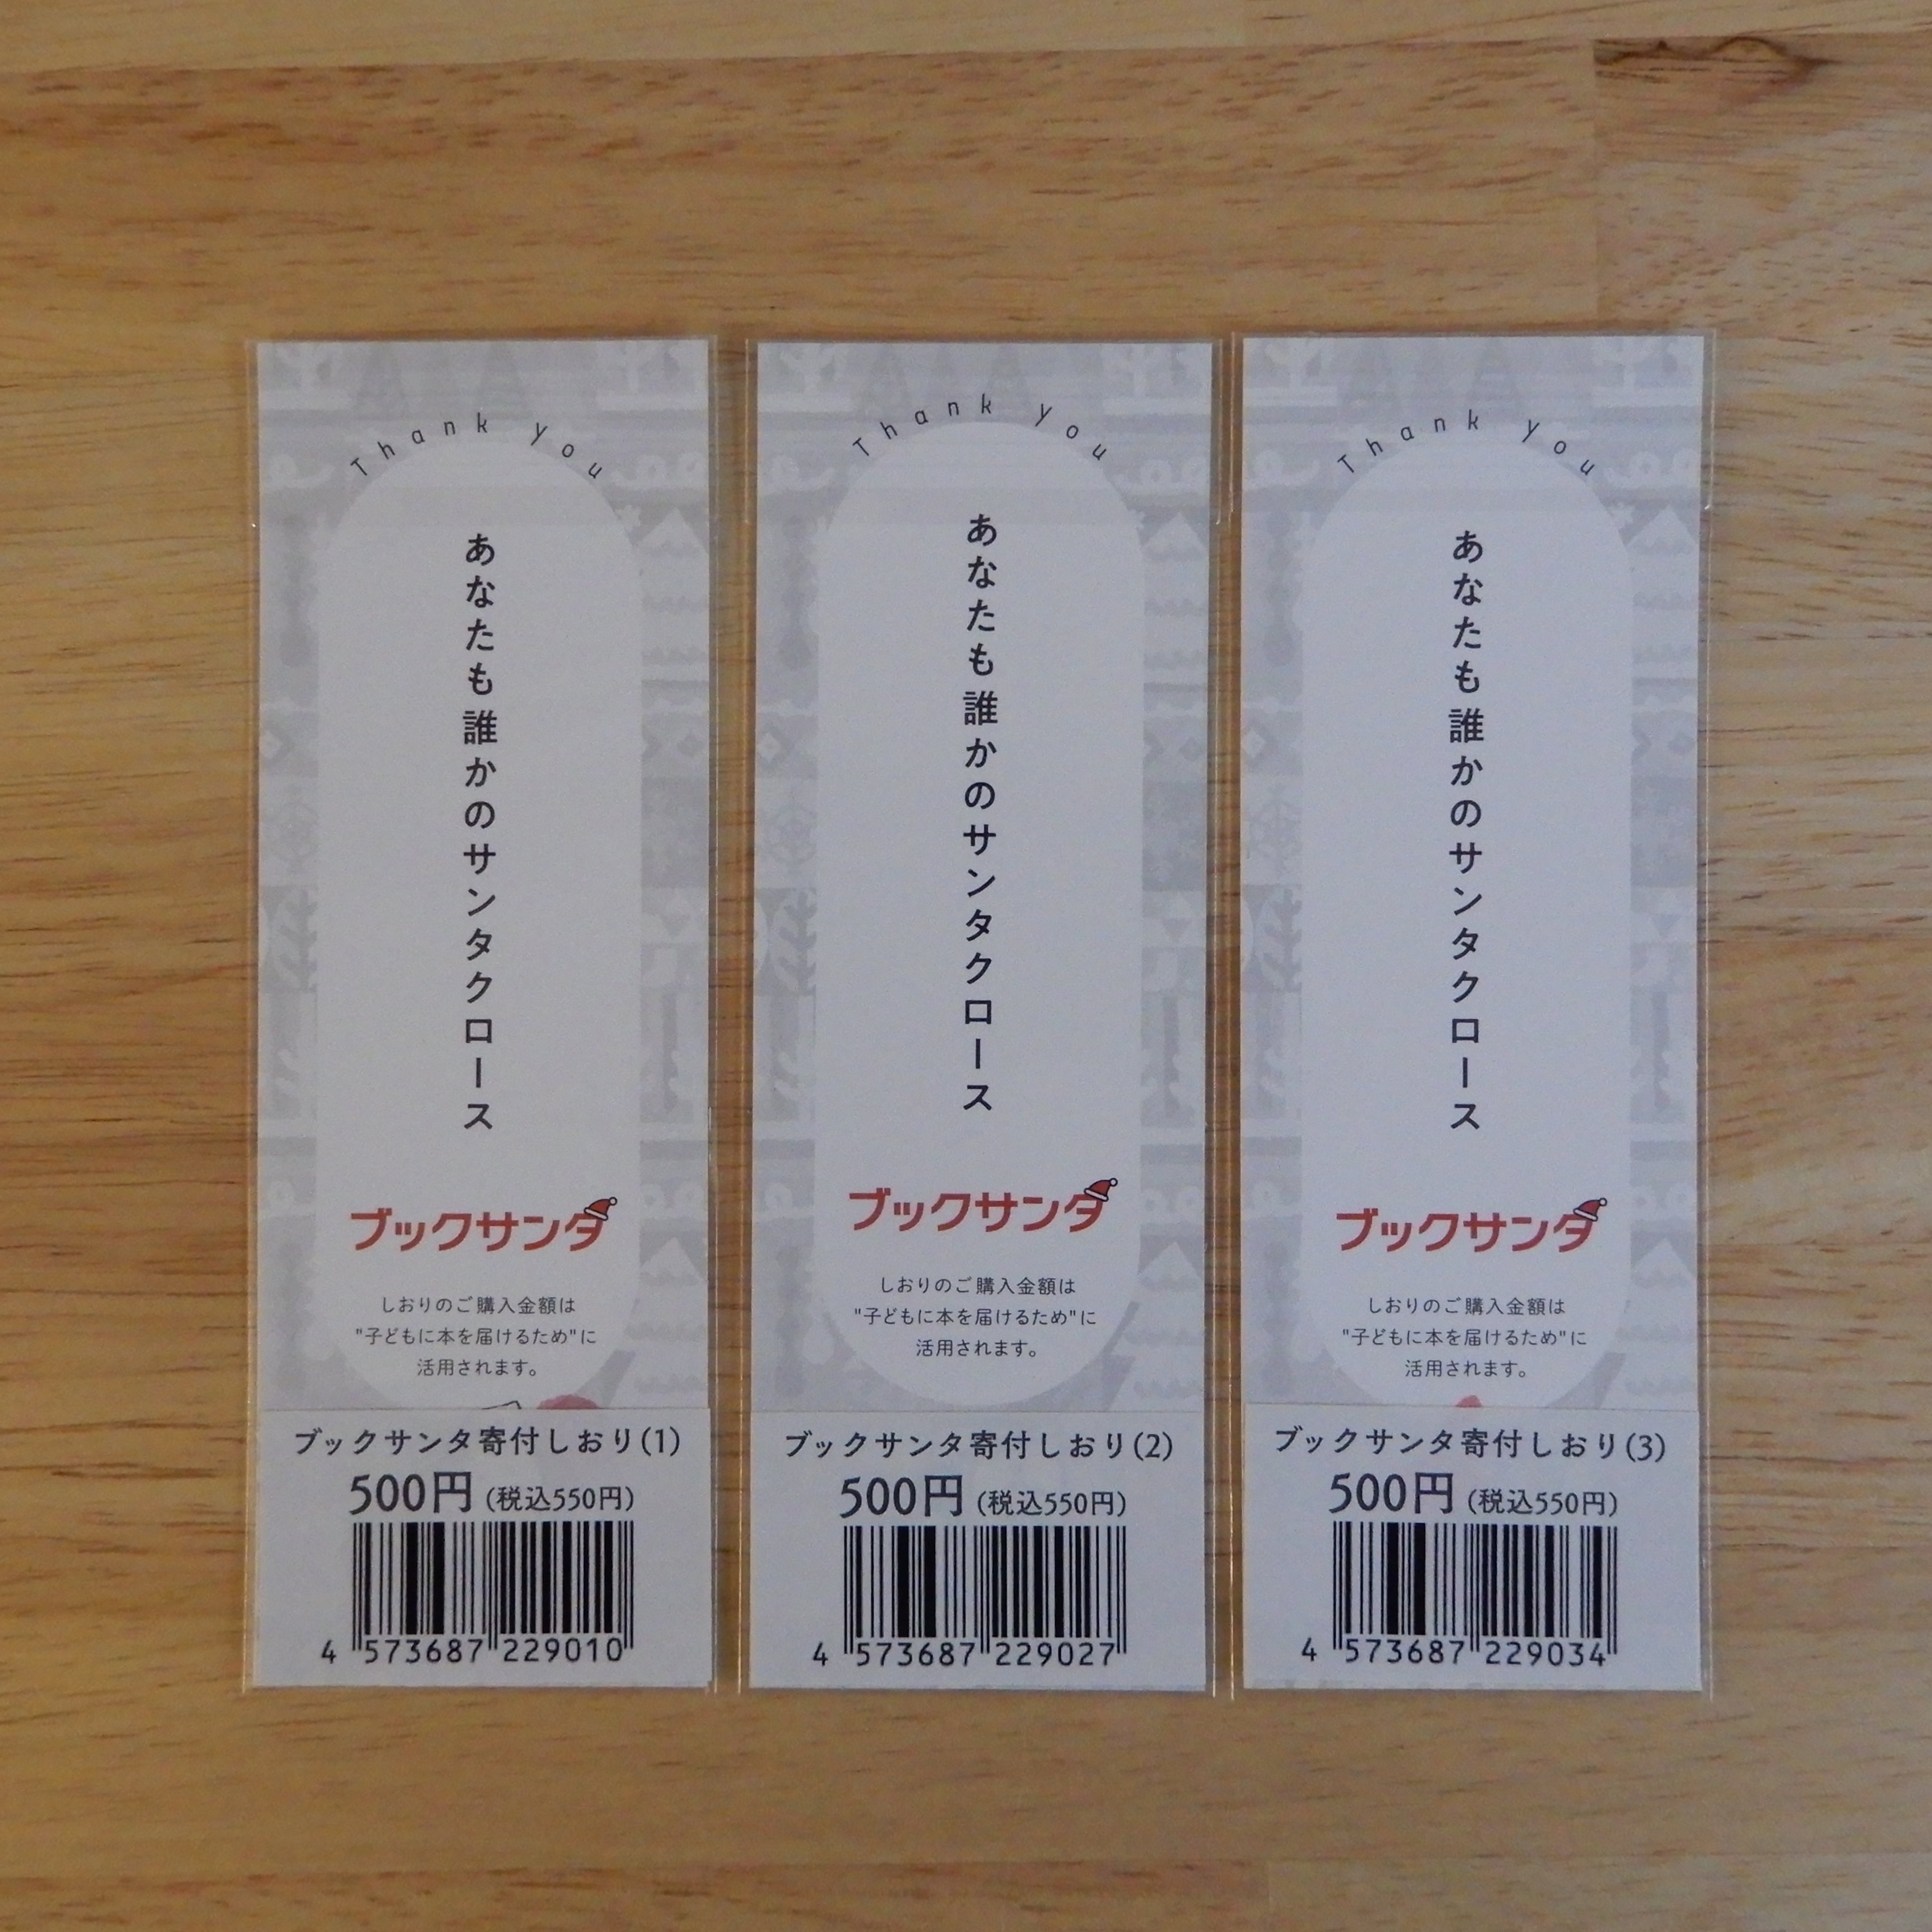 Thank you
あなたも誰かのサンタクロース
ブックサンタ
しおりのご購入金額は
"子どもに本を届けるため"に
活用されます。
ブックサンタ寄付しおり(1)
500円 (税込550円)
4 573687 229010
Thank you
あなたも誰かのサンタクロース
ブックサンタ
しおりのご購入金額は
"子どもに本を届けるため"に
活用されます。
ブックサンタ寄付しおり(2)
500円 (税込550円)
4 573687 229027
Thank you
あなたも誰かのサンタクロース
ブックサンタ
しおりのご購入金額は
"子どもに本を届けるため"に
活用されます。
ブックサンタ寄付しおり(3)
500円 (税込550円)
4 573687 229034